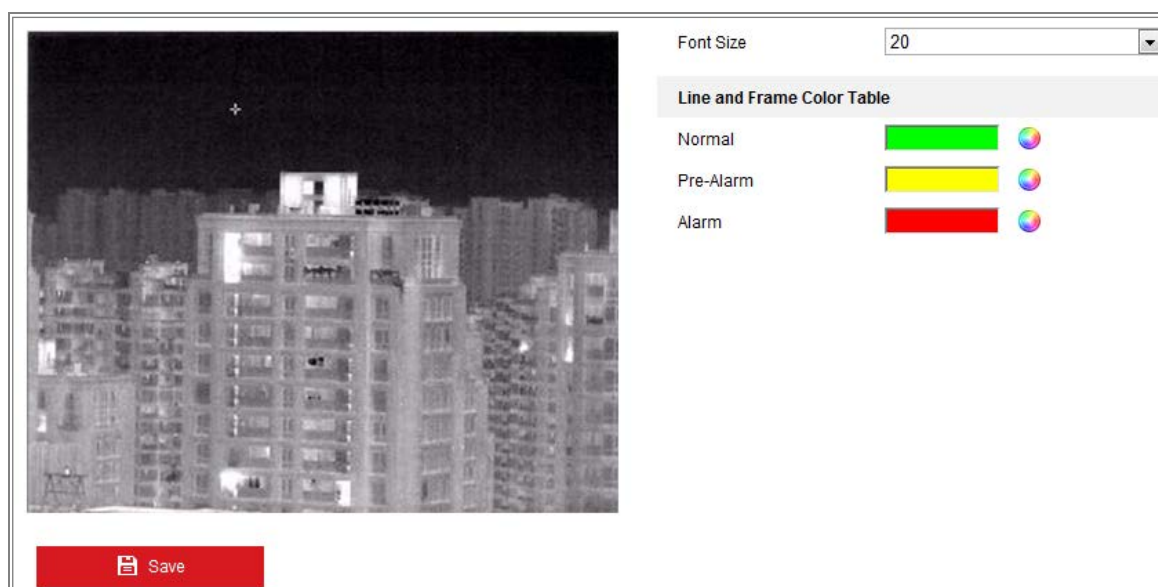 Font Size
20
Line and Frame Color Table
Normal
Pre-Alarm
Alarm
Save